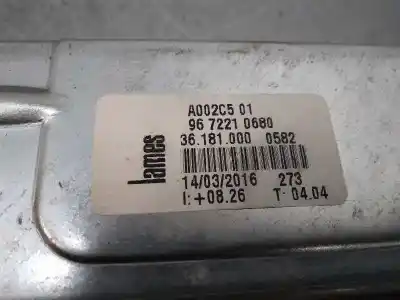 A002C5 01
96 7221 0680
36.181.000 0582
lames
14/03/2016 273
I:+08.26 T: 04.04